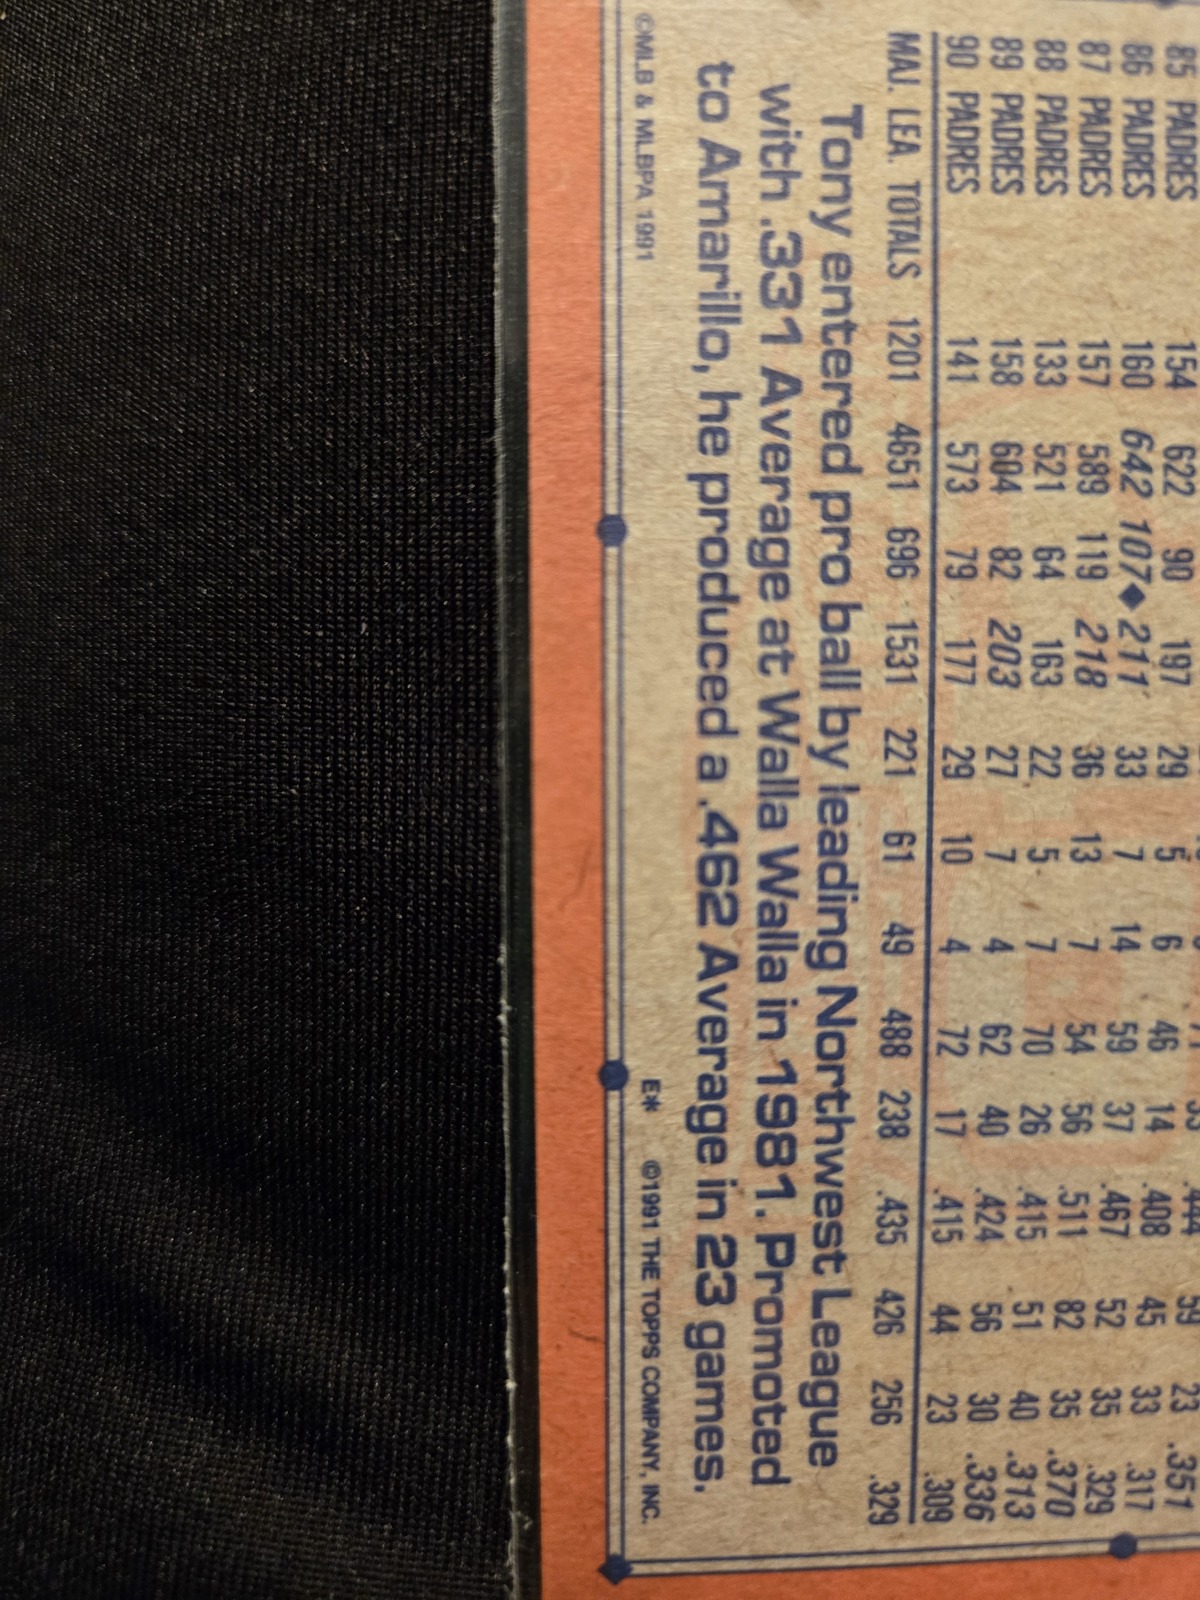 85 PADRES 154 622 90 197 29 5 6 46 14 .408 45 23 .317
86 PADRES 160 642 107◆ 211 33 7 14 59 37 .467 52 33 .329
87 PADRES 157 589 119 218 36 13 7 54 56 .511 82 35 .370
88 PADRES 133 521 64 163 22 5 7 70 26 .415 51 40 .313
89 PADRES 158 604 82 203 27 7 4 62 40 .424 56 30 .336
90 PADRES 141 573 79 177 29 10 4 72 17 .415 44 23 .309
MAJ. LEA. TOTALS 1201 4651 696 1531 221 61 49 488 238 .435 426 256 .329
Tony entered pro ball by leading Northwest League
with .331 Average at Walla Walla in 1981. Promoted
to Amarillo, he produced a .462 Average in 23 games.
©MLB & MLBPA 1991 E* ©1991 THE TOPPS COMPANY, INC.